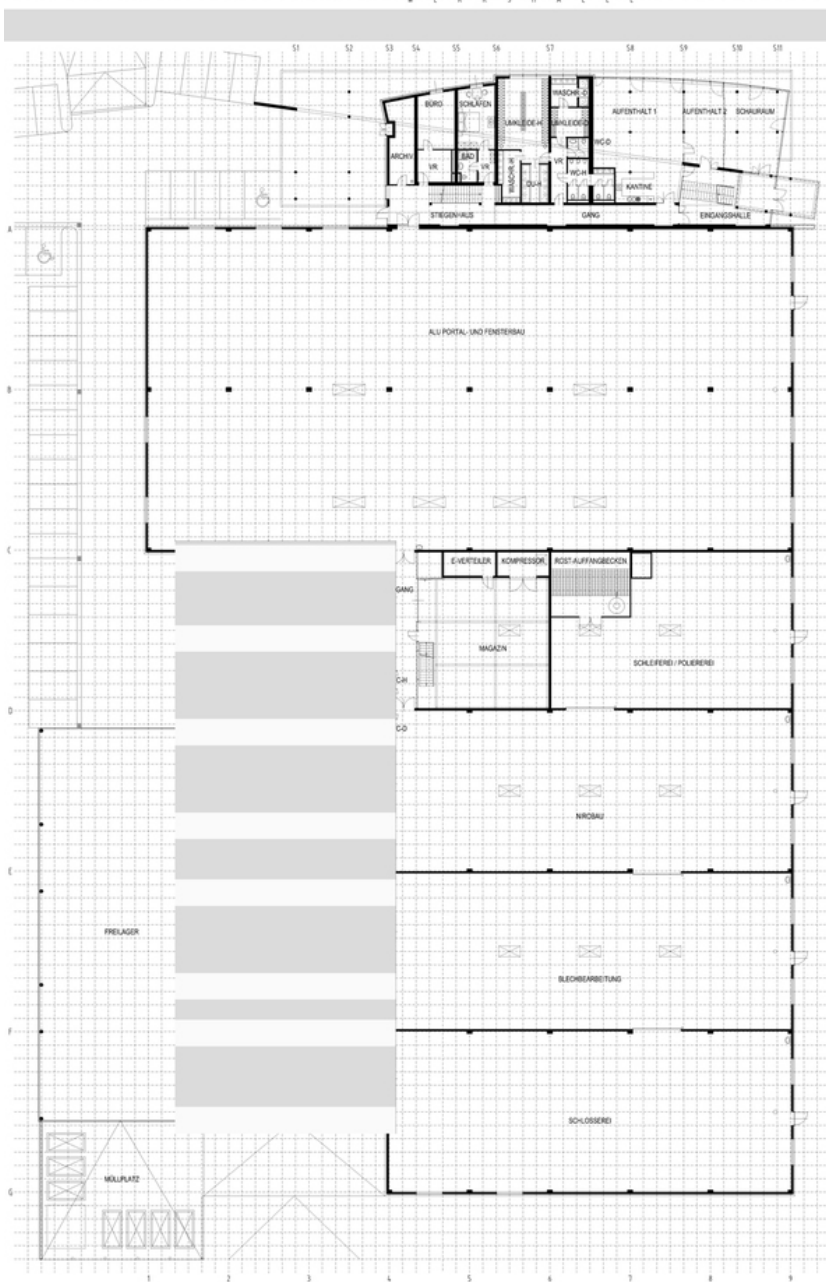 W E R K S H A L L E
S1 S2 S3 S4 S5 S6 S7 S8 S9 S10 S11
BÜRO SCHLAFEN WASCHR.-D
UMKLEIDE-H UMKLEIDE-D AUFENTHALT 1 AUFENTHALT 2 SCHAURAUM
WC-D
ARCHIV VR. BAD VR. WASCHR.-H DU-H VR. WC-H KANTINE
STIEGENHAUS GANG EINGANGSHALLE
A
ALU PORTAL- UND FENSTERBAU
B
C
E-VERTEILER KOMPRESSOR ROST-AUFFANGBECKEN
GANG
MAGAZIN
SCHLEIFEREI / POLIEREREI
C-H
D
C-D
NIROBAU
E
FREILAGER
BLECHBEARBEITUNG
F
SCHLOSSEREI
MÜLLPLATZ
G
1 2 3 4 5 6 7 8 9